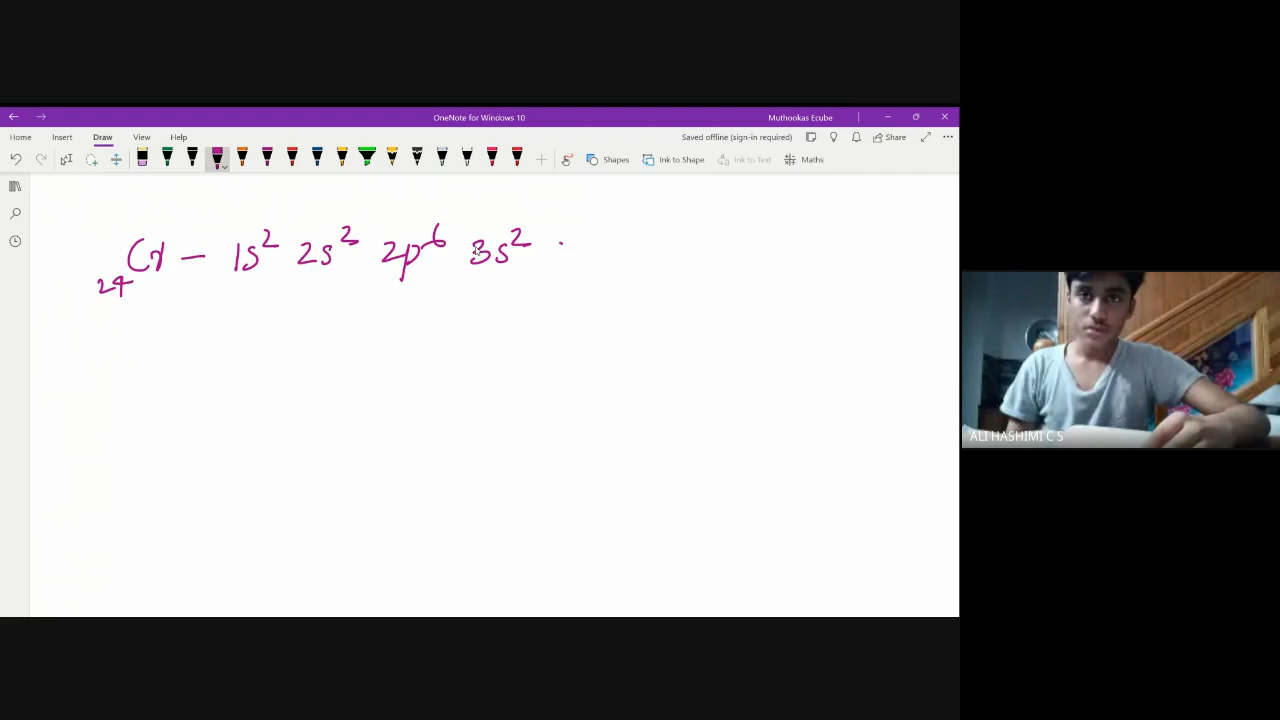 OneNote for Windows 10
Muthookas Ecube
Home Insert Draw View Help
Saved offline (sign-in required) Share
Shapes Ink to Shape Ink to Text Maths
24Cr - 1s² 2s² 2p⁶ 3s²
ALI HASHIMI C S